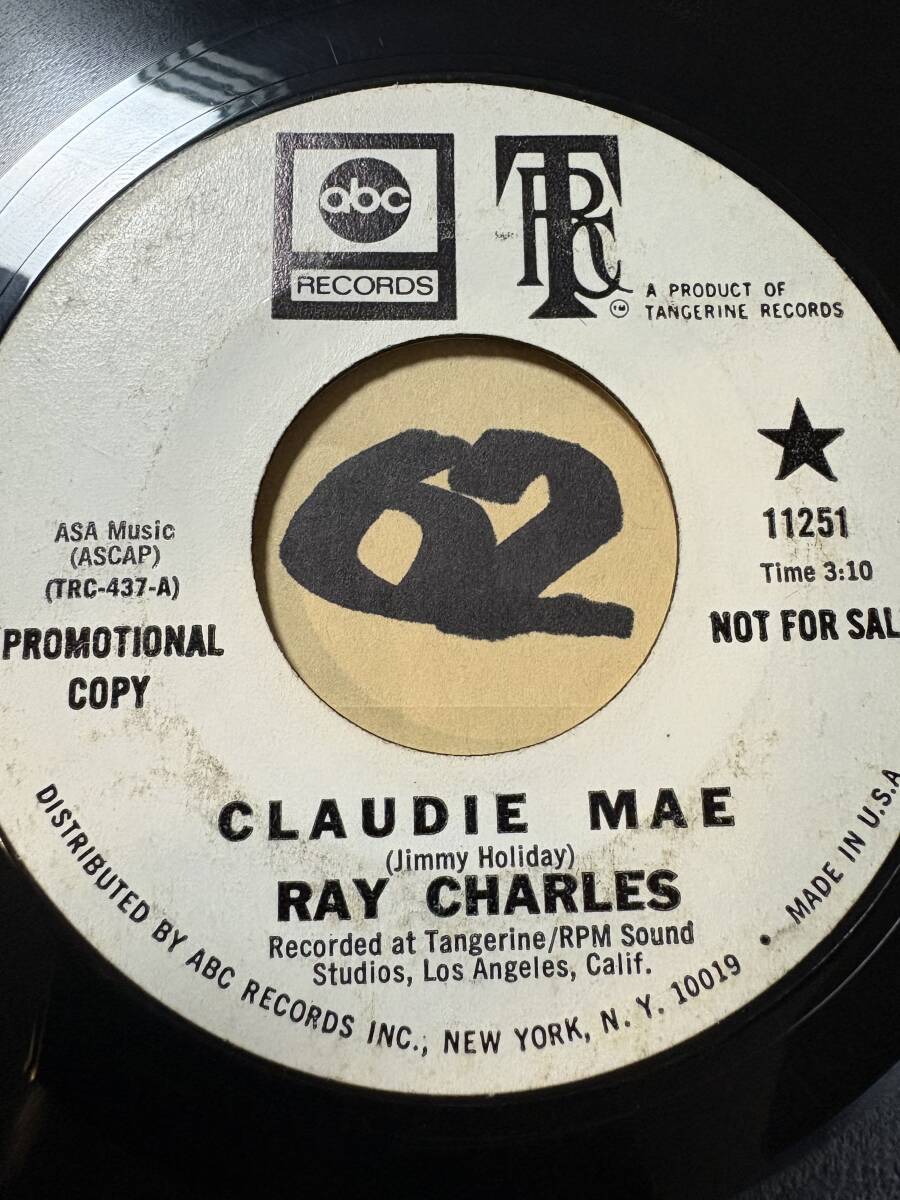 abc
RECORDS
TRC
A PRODUCT OF
TANGERINE RECORDS
62
ASA Music
(ASCAP)
(TRC-437-A)
PROMOTIONAL
COPY
11251
Time 3:10
NOT FOR SAL
CLAUDIE MAE
(Jimmy Holiday)
RAY CHARLES
Recorded at Tangerine/RPM Sound
Studios, Los Angeles, Calif.
DISTRIBUTED BY ABC RECORDS INC., NEW YORK, N. Y. 10019 • MADE IN U.S.A